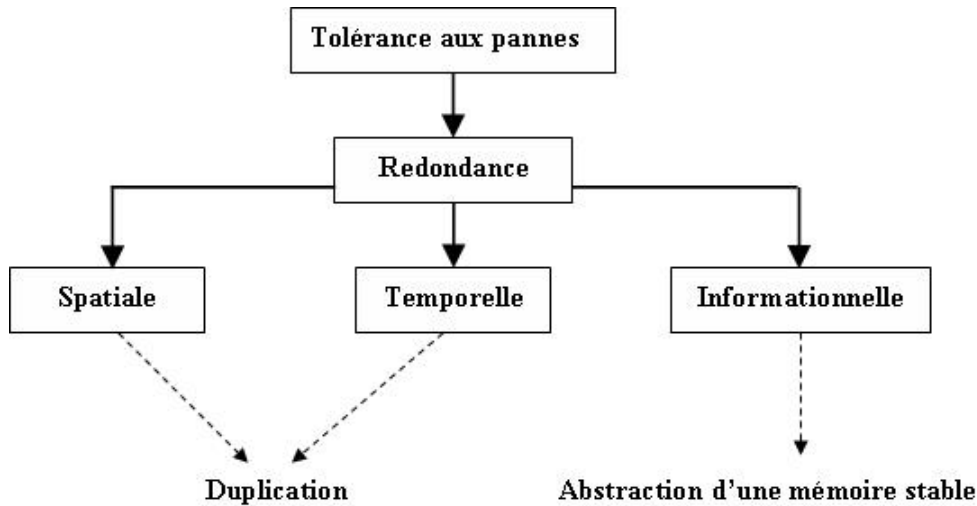 Tolérance aux pannes
Redondance
Spatiale
Temporelle
Informationnelle
Duplication
Abstraction d'une mémoire stable